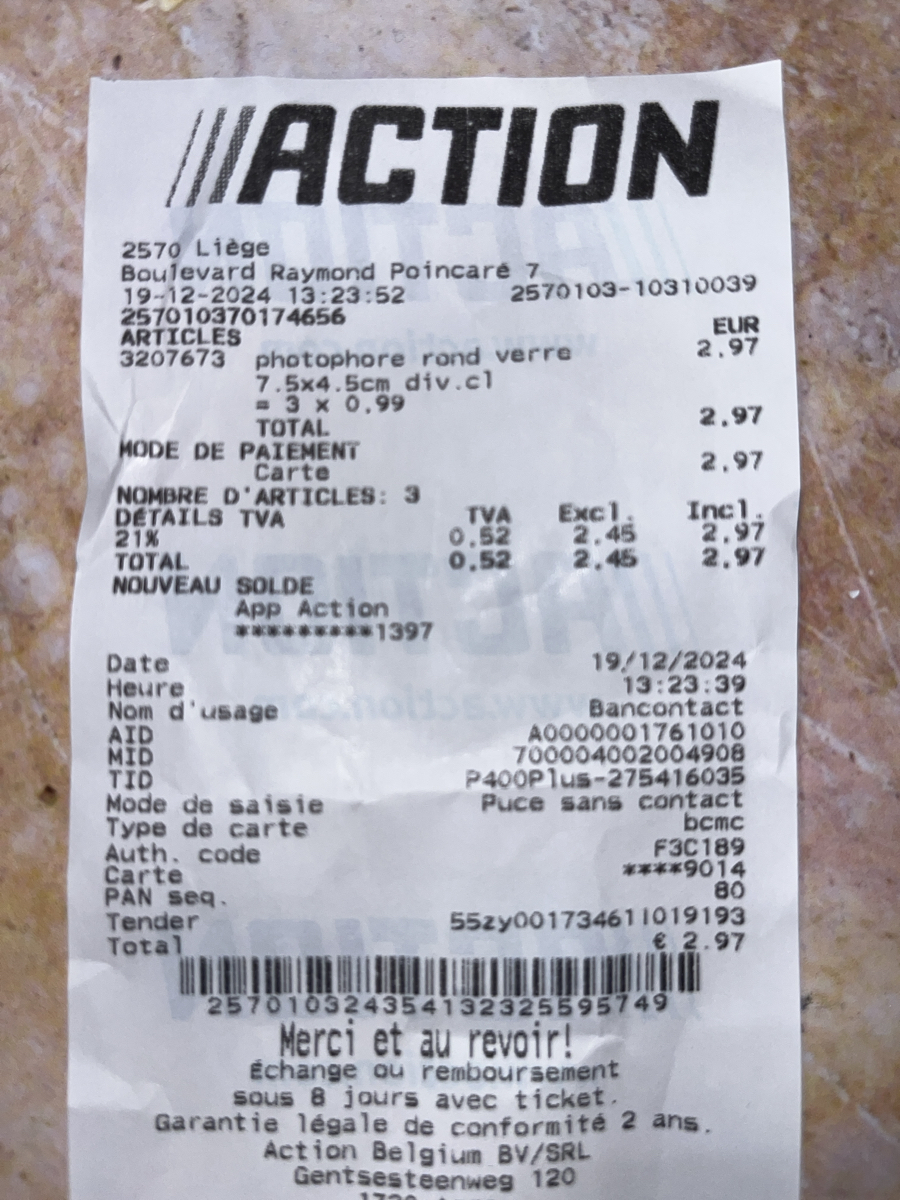 ACTION
2570 Liège
Boulevard Raymond Poincaré 7
19-12-2024 13:23:52 2570103-10310039
257010370174656
ARTICLES EUR
3207673 photophore rond verre 2.97
7.5x4.5cm div.cl
= 3 x 0.99
TOTAL 2.97
MODE DE PAIEMENT
Carte 2.97
NOMBRE D'ARTICLES: 3
DÉTAILS TVA TVA Excl. Incl.
21% 0.52 2.45 2.97
TOTAL 0.52 2.45 2.97
NOUVEAU SOLDE
App Action
*********1397
Date 19/12/2024
Heure 13:23:39
Nom d'usage Bancontact
AID A0000001761010
MID 700004002004908
TID P400Plus-275416035
Mode de saisie Puce sans contact
Type de carte bcmc
Auth. code F3C189
Carte ****9014
PAN seq. 80
Tender 55zy001734611019193
Total € 2.97
257010324354132325595749
Merci et au revoir!
Échange ou remboursement
sous 8 jours avec ticket.
Garantie légale de conformité 2 ans.
Action Belgium BV/SRL
Gentsesteenweg 120